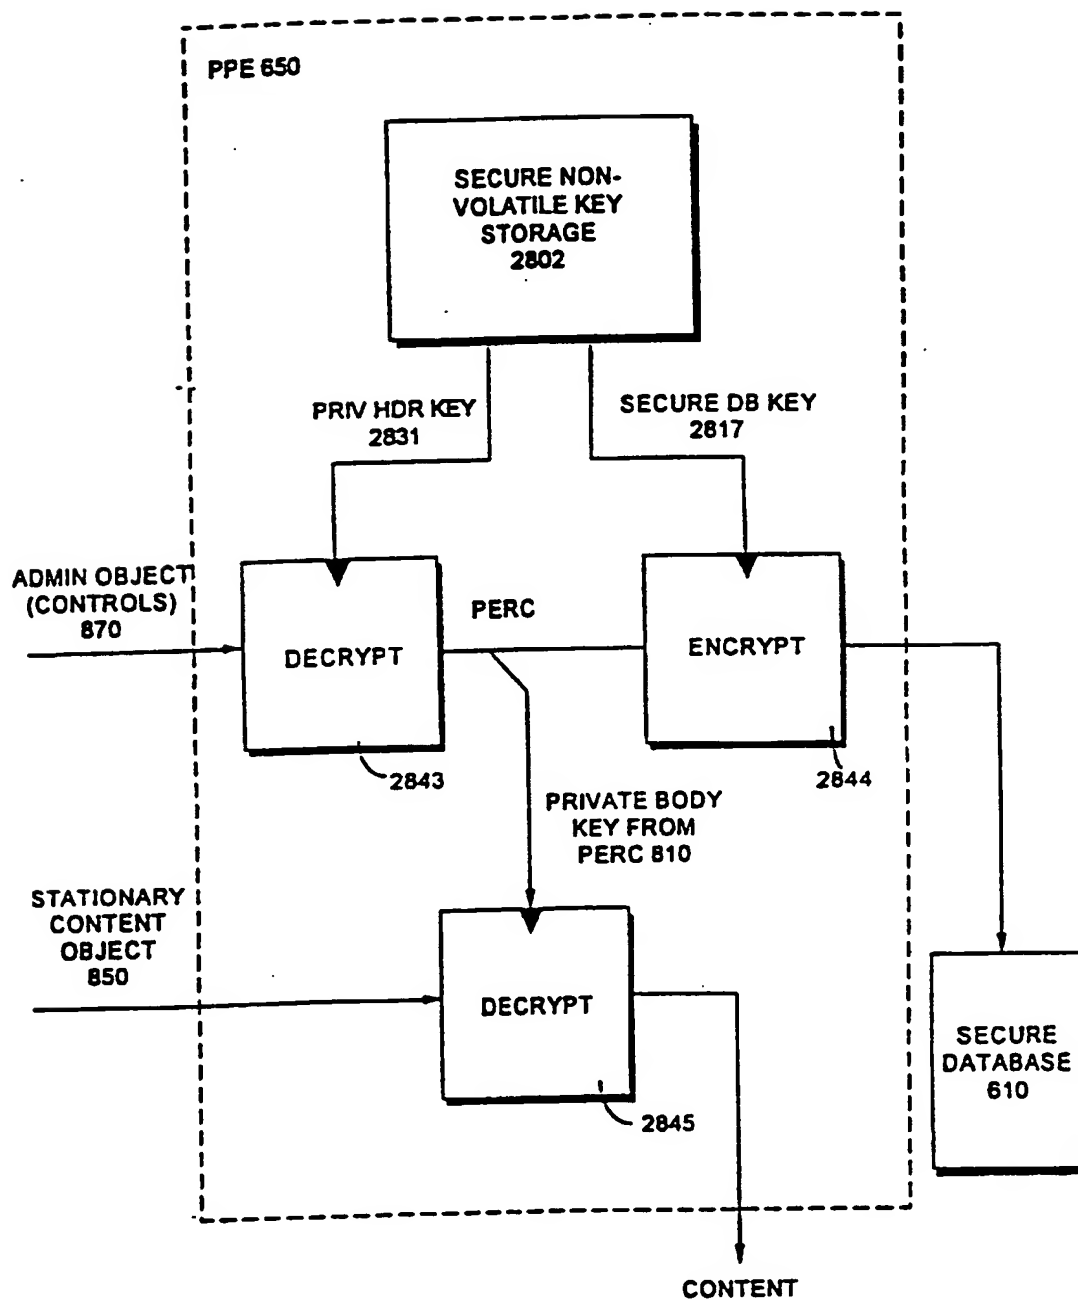 PPE 650
SECURE NON-
VOLATILE KEY
STORAGE
2802
PRIV HDR KEY
2831
SECURE DB KEY
2817
ADMIN OBJECT
(CONTROLS)
870
DECRYPT
PERC
ENCRYPT
2843
2844
PRIVATE BODY
KEY FROM
PERC 810
STATIONARY
CONTENT
OBJECT
850
DECRYPT
2845
SECURE
DATABASE
610
CONTENT